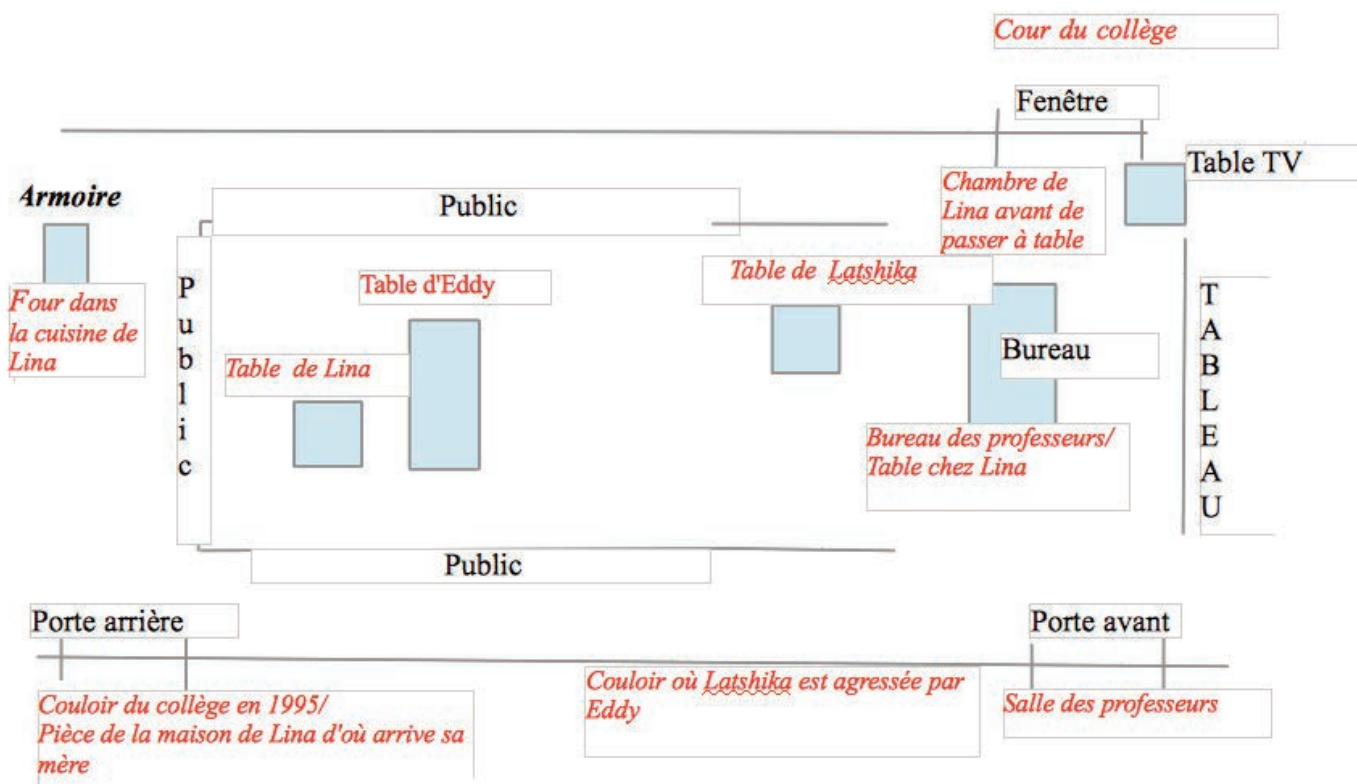 Cour du collège
Fenêtre
Table TV
Armoire
Public
Chambre de
Lina avant de
passer à table
Four dans
la cuisine de
Lina
P
u
b
l
i
c
Table d'Eddy
Table de Latshika
Table de Lina
Bureau
T
A
B
L
E
A
U
Bureau des professeurs/
Table chez Lina
Public
Porte arrière
Porte avant
Couloir du collège en 1995/
Pièce de la maison de Lina d'où arrive sa
mère
Couloir où Latshika est agressée par
Eddy
Salle des professeurs